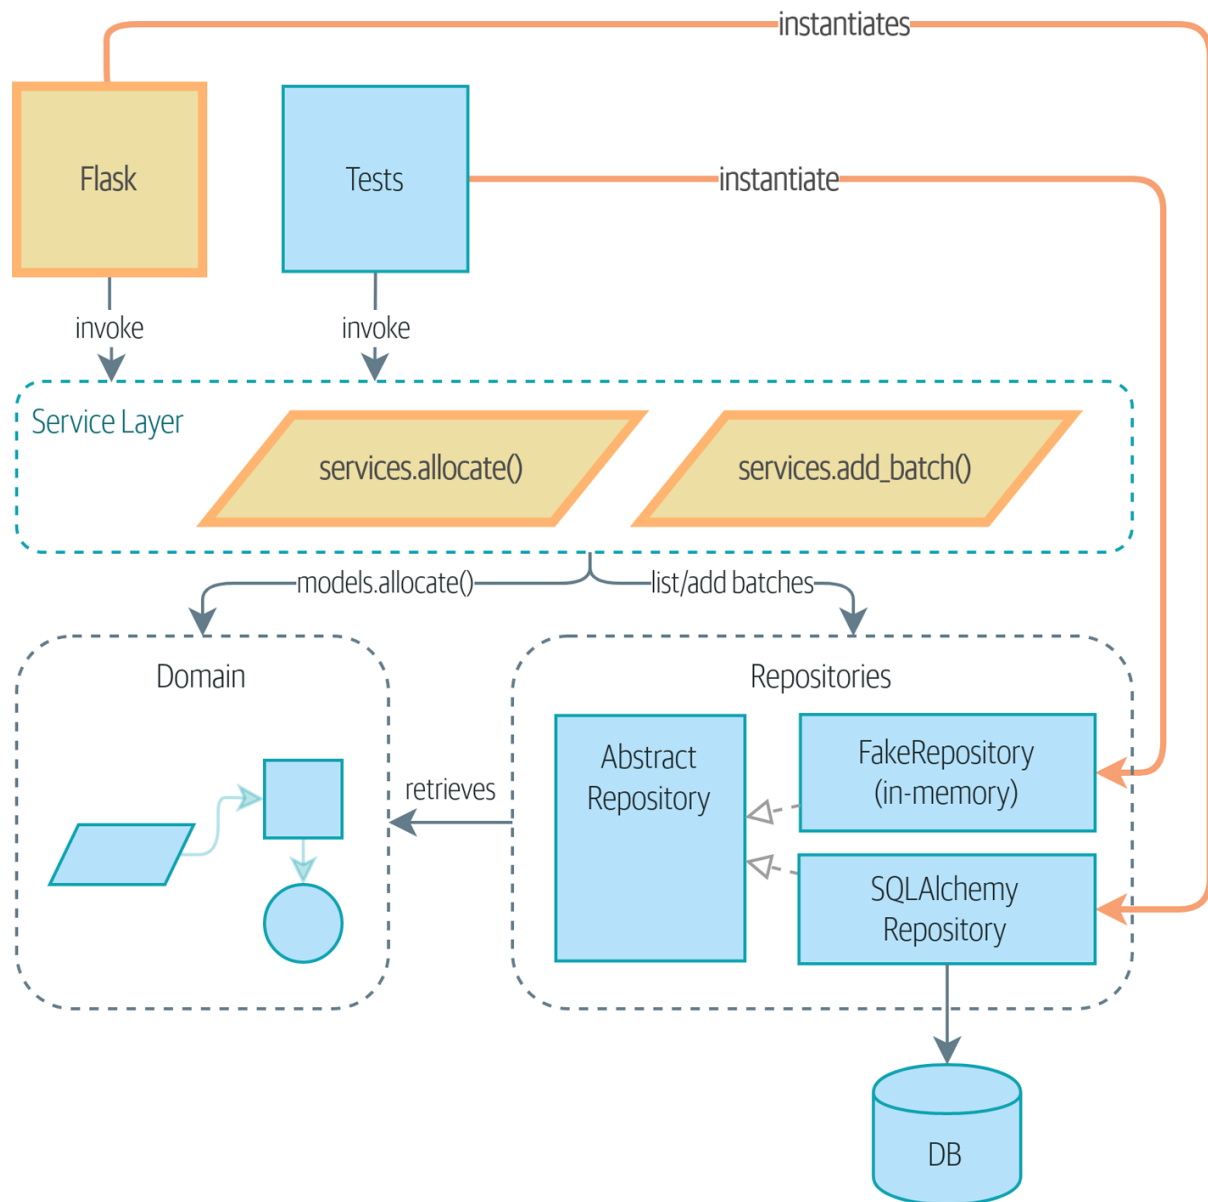 instantiates
Flask
Tests
instantiate
invoke
invoke
Service Layer
services.allocate()
services.add_batch()
models.allocate()
list/add batches
Domain
Repositories
Abstract
Repository
FakeRepository
(in-memory)
retrieves
SQLAlchemy
Repository
DB